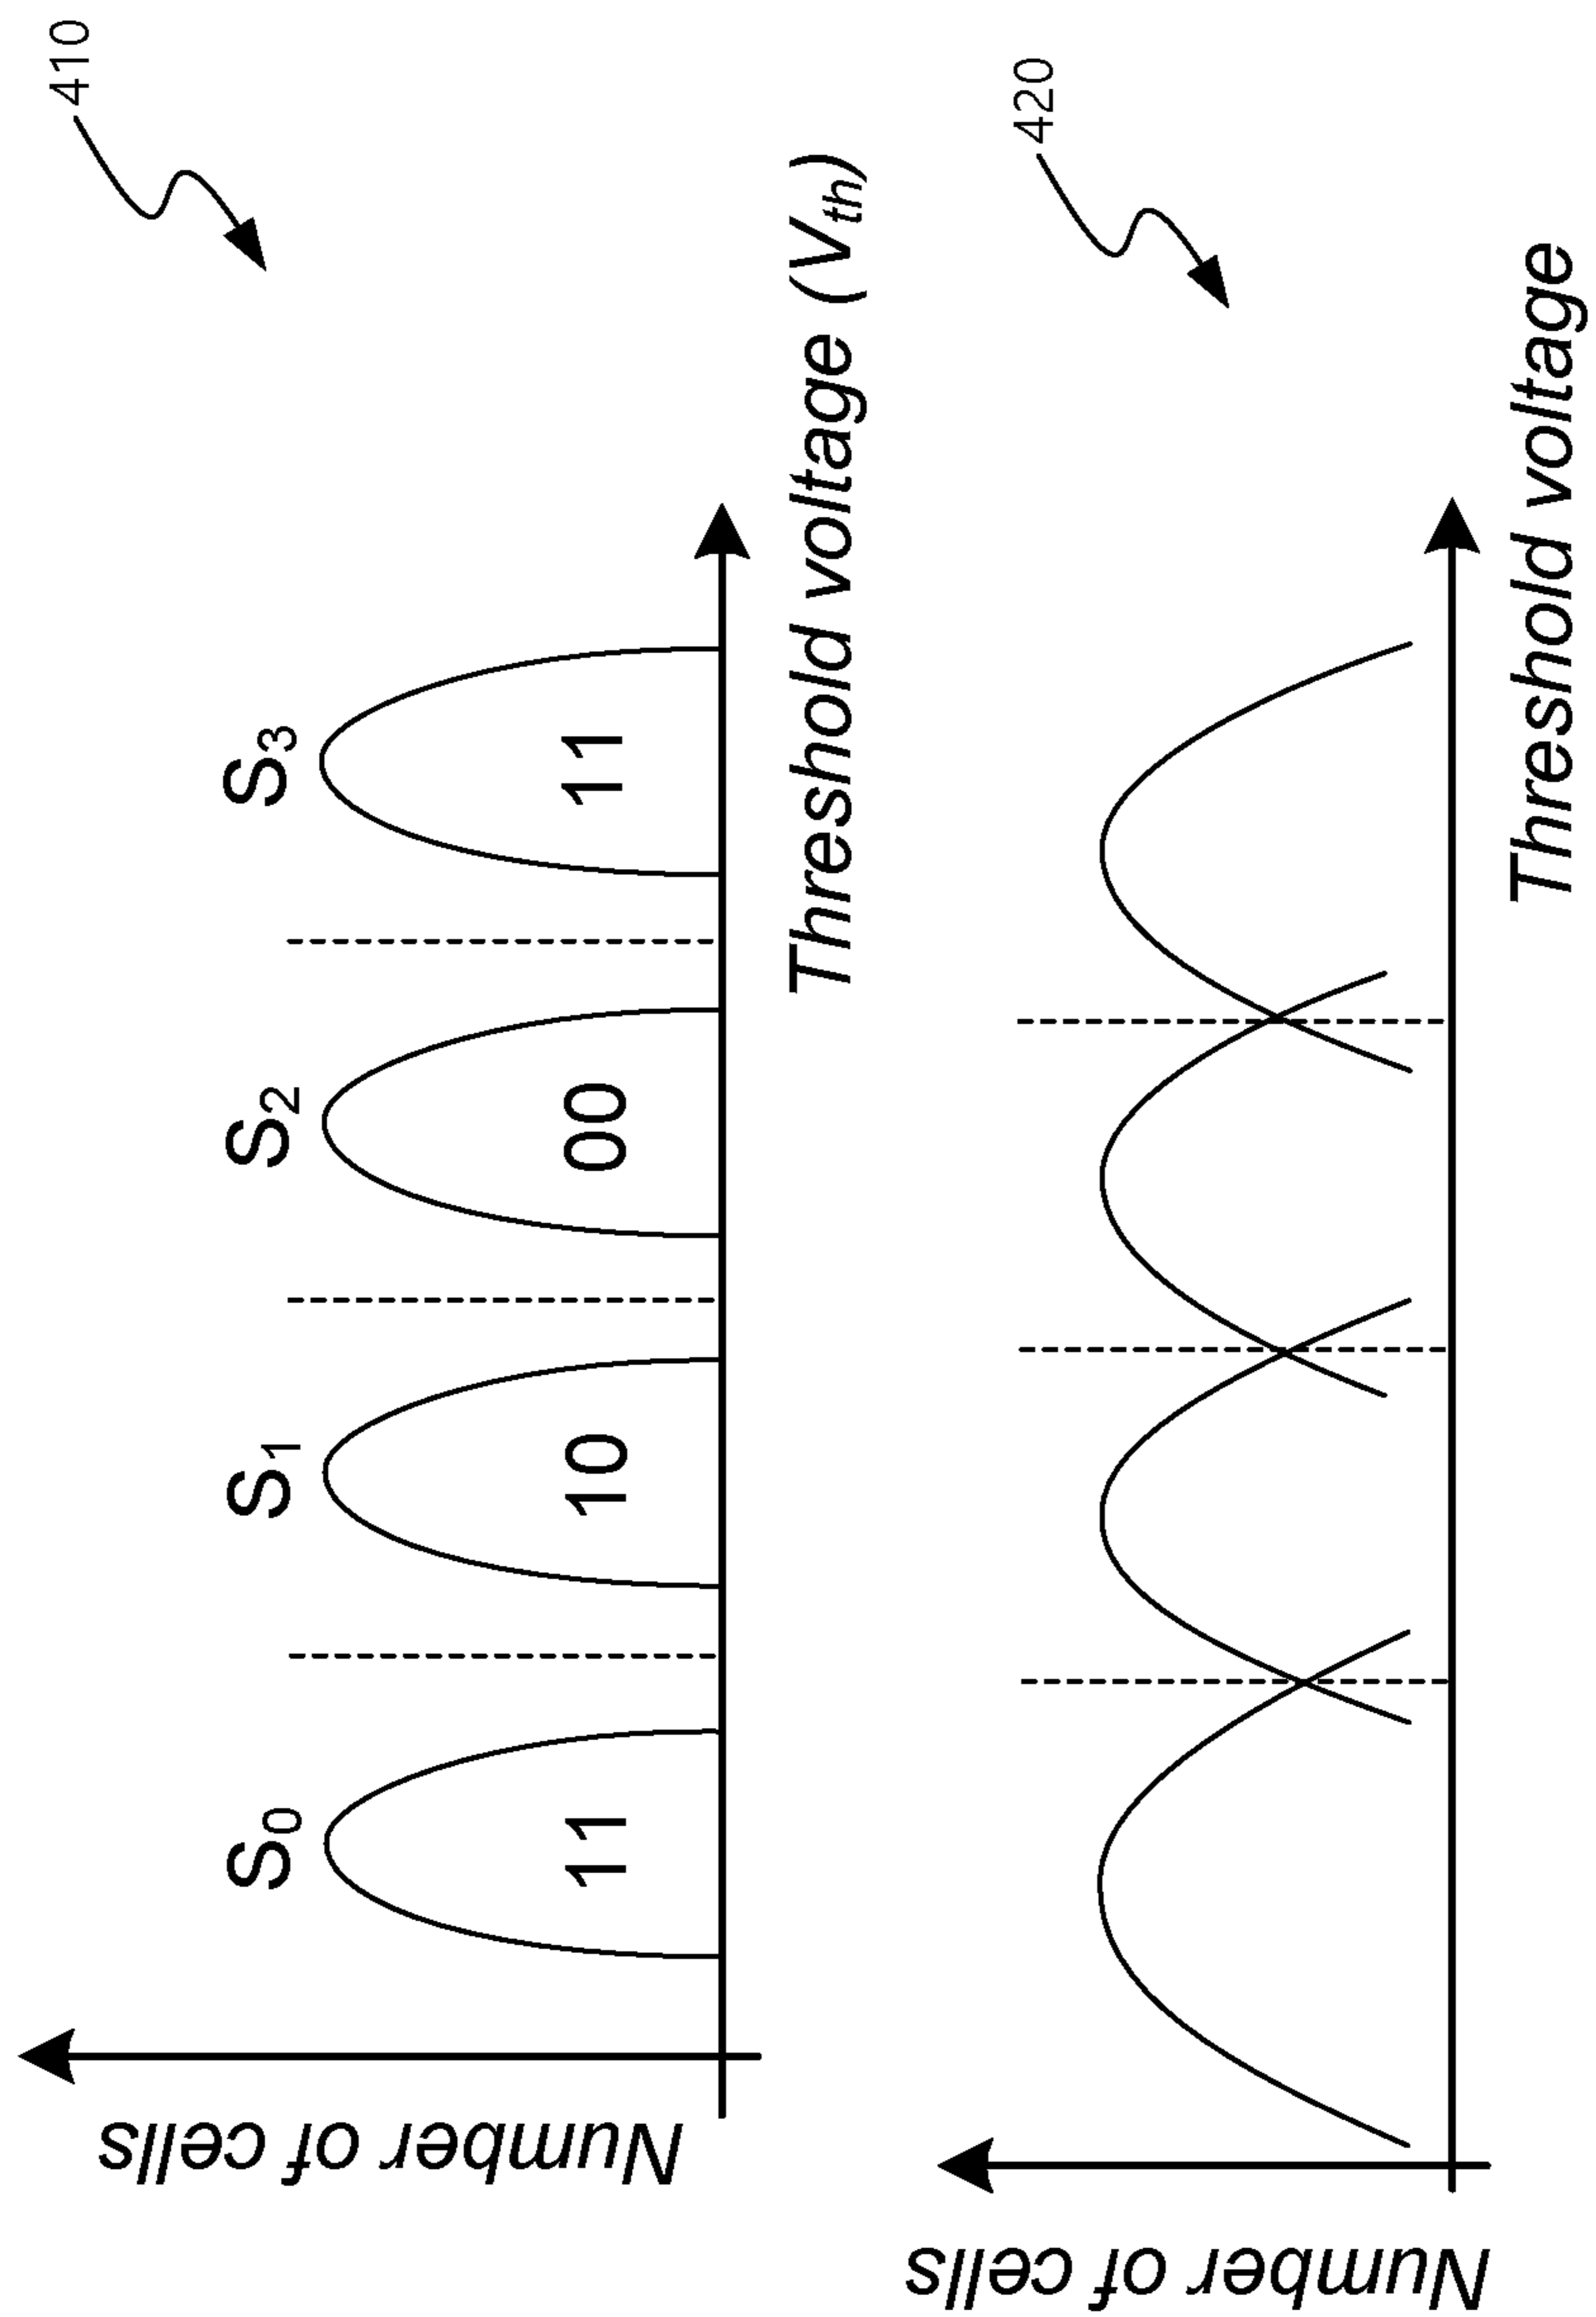 410
S0 S1 S2 S3
11 10 00 11
Number of cells
Threshold voltage (Vth)
420
Number of cells
Threshold voltage